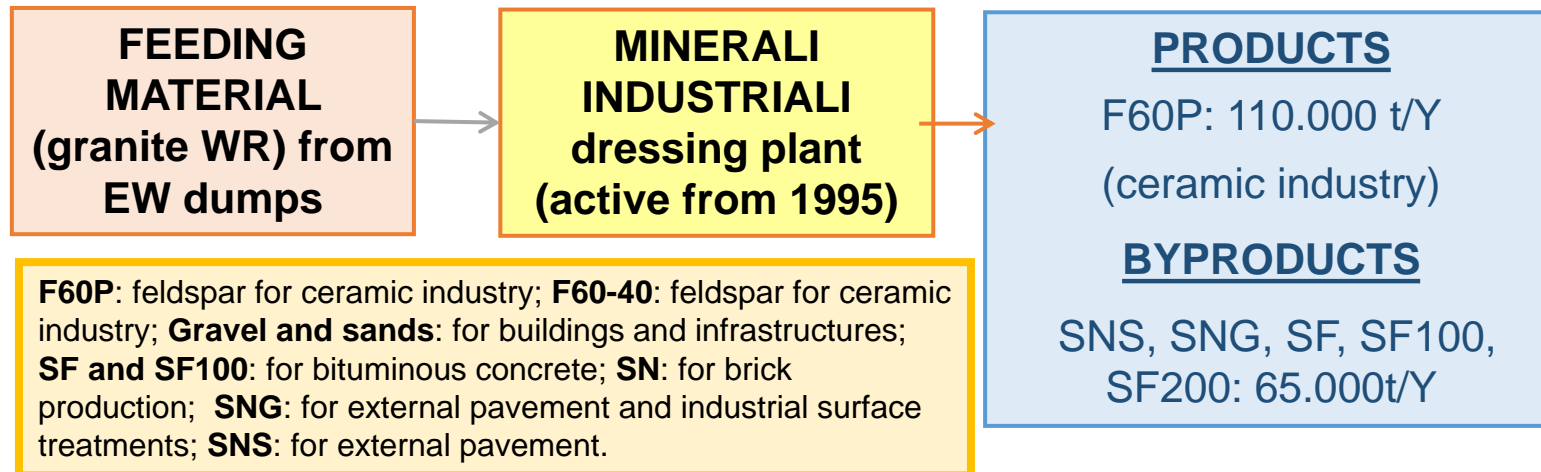 FEEDING
MATERIAL
(granite WR) from
EW dumps
MINERALI
INDUSTRIALI
dressing plant
(active from 1995)
PRODUCTS
F60P: 110.000 t/Y
(ceramic industry)
BYPRODUCTS
SNS, SNG, SF, SF100,
SF200: 65.000t/Y
F60P: feldspar for ceramic industry; F60-40: feldspar for ceramic
industry; Gravel and sands: for buildings and infrastructures;
SF and SF100: for bituminous concrete; SN: for brick
production; SNG: for external pavement and industrial surface
treatments; SNS: for external pavement.